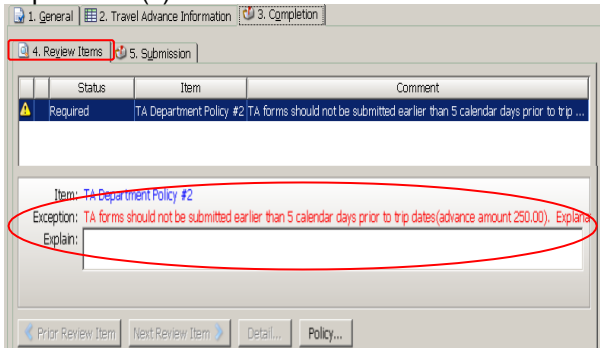 1. General 2. Travel Advance Information 3. Completion
4. Review Items 5. Submission
Status Item Comment
Required TA Department Policy #2 TA forms should not be submitted earlier than 5 calendar days prior to trip ...
Item: TA Department Policy #2
Exception: TA forms should not be submitted earlier than 5 calendar days prior to trip dates(advance amount 250.00). Explana
Explain:
Prior Review Item Next Review Item Detail... Policy...